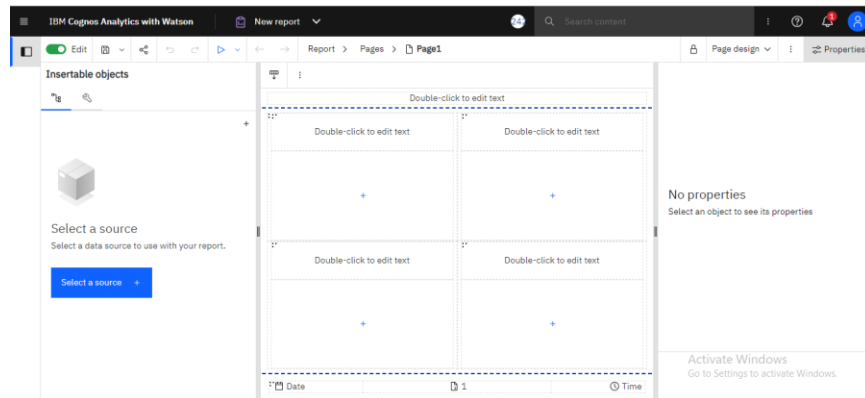 IBM Cognos Analytics with Watson
New report
242
Search content
Edit
Report > Pages > Page1
Page design
Properties
Insertable objects
Select a source
Select a data source to use with your report.
Select a source +
Double-click to edit text
Double-click to edit text
Double-click to edit text
Double-click to edit text
Double-click to edit text
Date
1
Time
No properties
Select an object to see its properties
Activate Windows
Go to Settings to activate Windows.